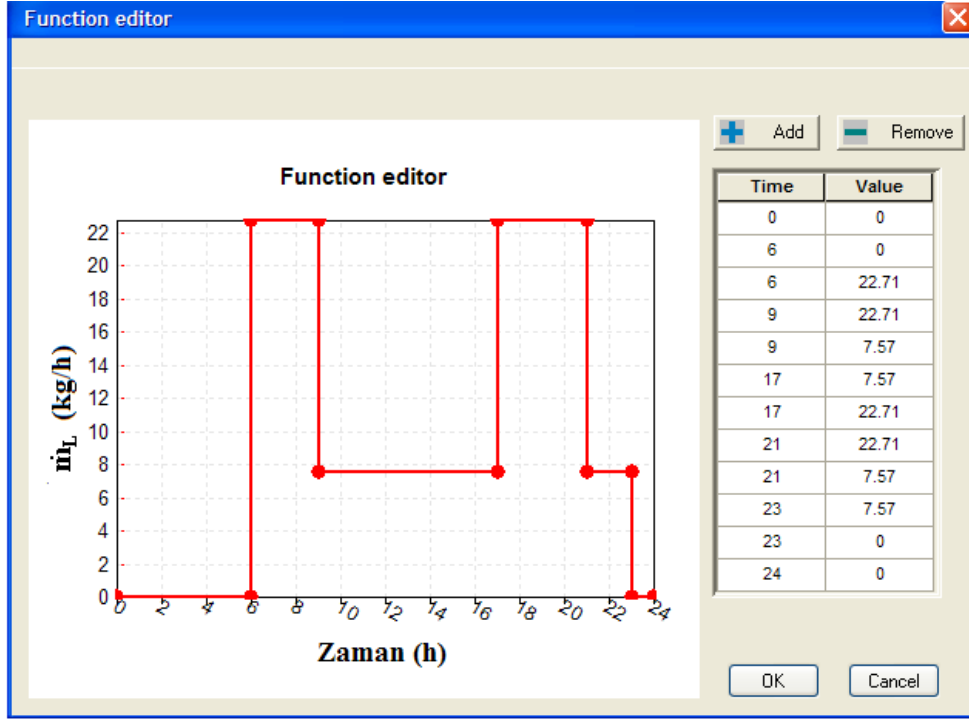 Function editor
Add
Remove
Function editor
Time Value
0 0
6 0
6 22.71
9 22.71
9 7.57
17 7.57
17 22.71
21 22.71
21 7.57
23 7.57
23 0
24 0
22
20
18
16
14
12
10
8
6
4
2
0
ṁL (kg/h)
0 2 4 6 8 10 12 14 16 18 20 22 24
Zaman (h)
OK
Cancel